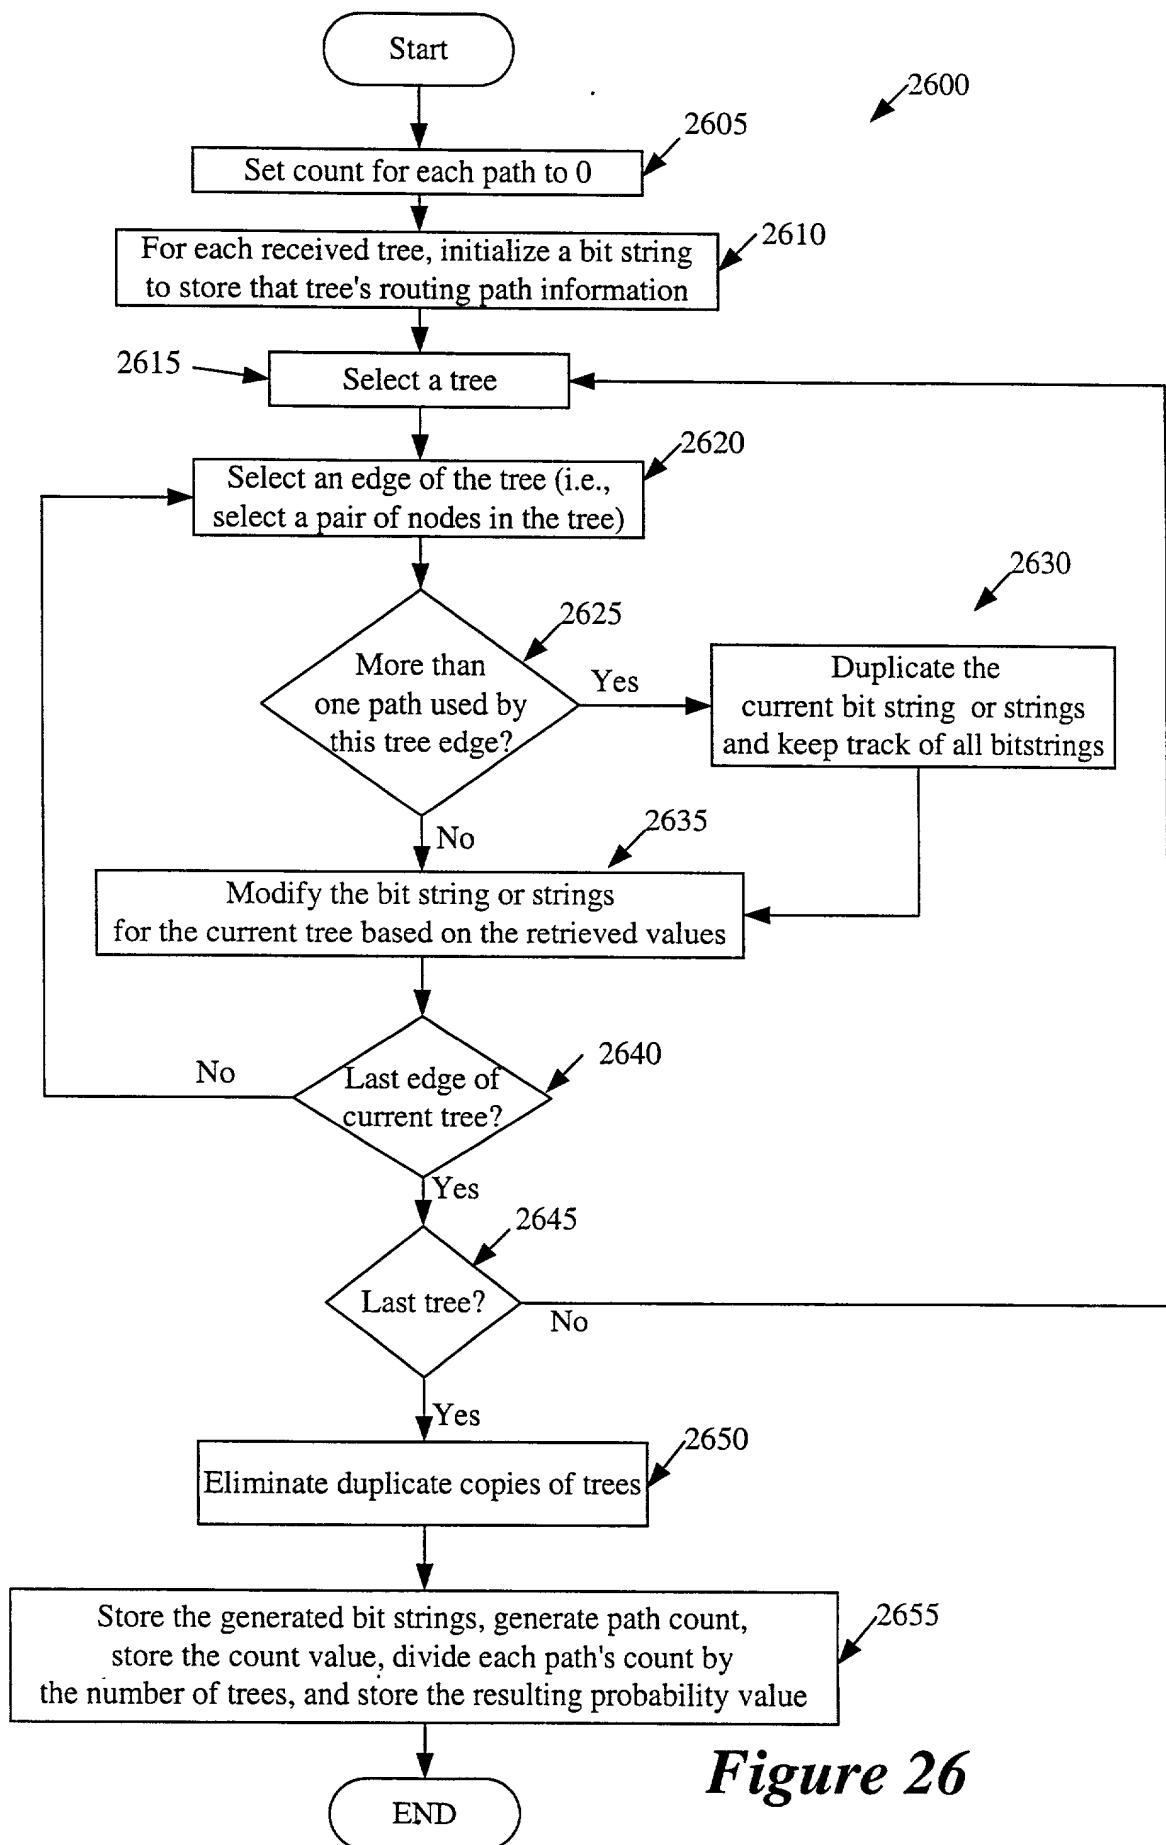 Start
2600
2605
Set count for each path to 0
2610
For each received tree, initialize a bit string
to store that tree's routing path information
2615
Select a tree
2620
Select an edge of the tree (i.e.,
select a pair of nodes in the tree)
2630
2625
More than
one path used by
this tree edge?
Yes
Duplicate the
current bit string or strings
and keep track of all bitstrings
No
2635
Modify the bit string or strings
for the current tree based on the retrieved values
2640
No
Last edge of
current tree?
Yes
2645
Last tree?
No
Yes
2650
Eliminate duplicate copies of trees
2655
Store the generated bit strings, generate path count,
store the count value, divide each path's count by
the number of trees, and store the resulting probability value
Figure 26
END